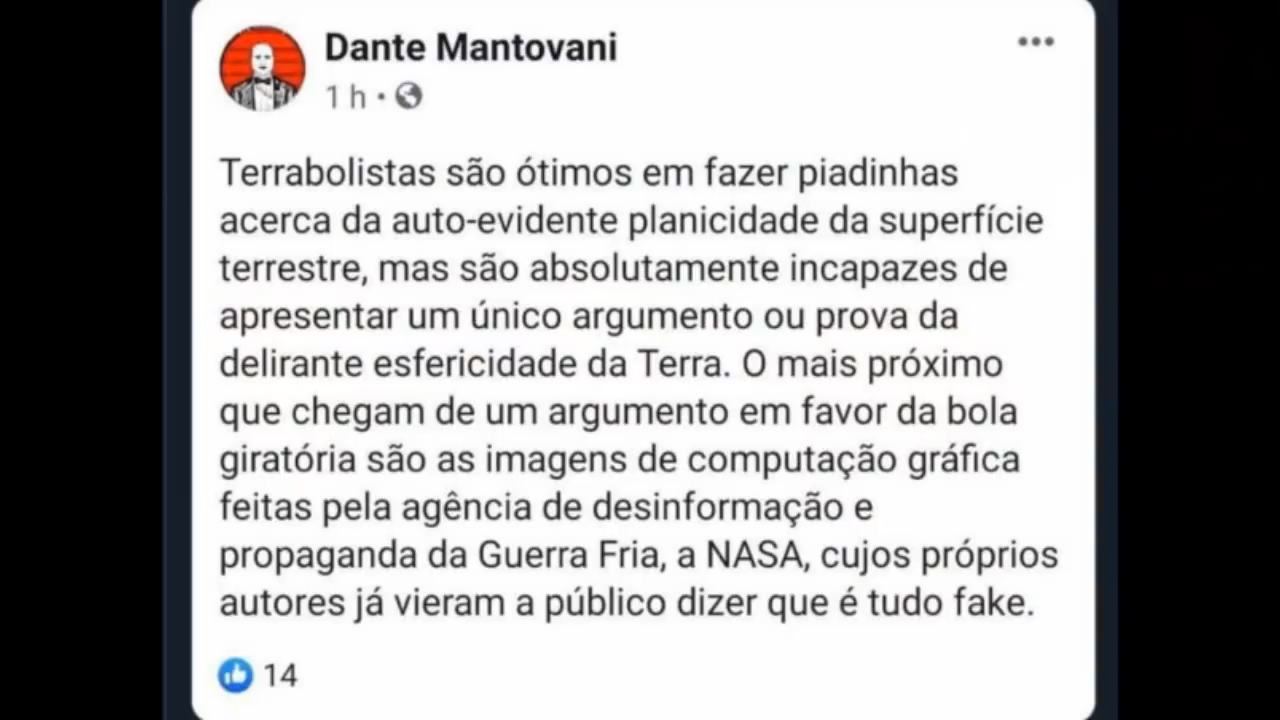 Dante Mantovani
1 h •
Terrabolistas são ótimos em fazer piadinhas
acerca da auto-evidente planicidade da superfície
terrestre, mas são absolutamente incapazes de
apresentar um único argumento ou prova da
delirante esfericidade da Terra. O mais próximo
que chegam de um argumento em favor da bola
giratória são as imagens de computação gráfica
feitas pela agência de desinformação e
propaganda da Guerra Fria, a NASA, cujos próprios
autores já vieram a público dizer que é tudo fake.
14